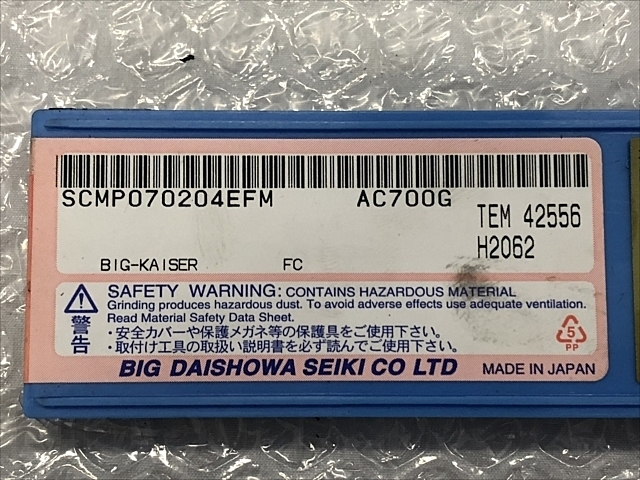 SCMP070204EFM AC700G
TEM 42556
H2062
BIG-KAISER FC
SAFETY WARNING: CONTAINS HAZARDOUS MATERIAL
Grinding produces hazardous dust. To avoid adverse effects use adequate ventilation.
Read Material Safety Data Sheet.
警告
・安全カバーや保護メガネ等の保護具をご使用下さい。
・取付け工具の取扱い説明書を必ず読んでご使用下さい。
5
PP
BIG DAISHOWA SEIKI CO LTD MADE IN JAPAN